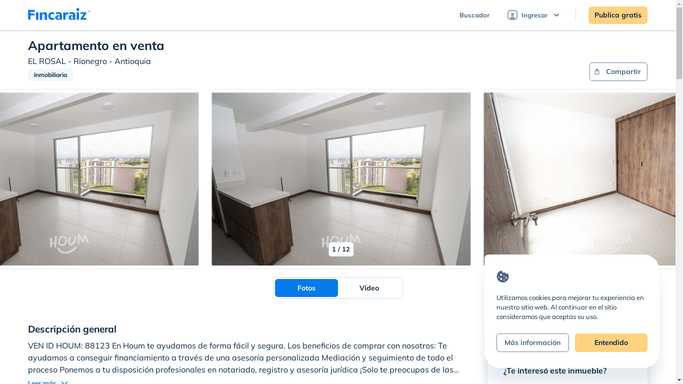 Fincaraiz
Buscador
Ingresar
Publica gratis
Apartamento en venta
EL ROSAL - Rionegro - Antioquia
Inmobiliaria
Compartir
HOUM
HOUM
HOUM
1 / 12
Fotos
Video
Descripción general
VEN ID HOUM: 88123 En Houm te ayudamos de forma fácil y segura. Los beneficios de comprar con nosotros: Te
ayudamos a conseguir financiamiento a través de una asesoría personalizada Mediación y seguimiento de todo el
proceso Ponemos a tu disposición profesionales en notariado, registro y asesoría jurídica ¡Solo te preocupas de las...
Leer más
Utilizamos cookies para mejorar tu experiencia en
nuestro sitio web. Al continuar en el sitio
consideramos que aceptas su uso.
Más información
Entendido
¿Te interesó este inmueble?